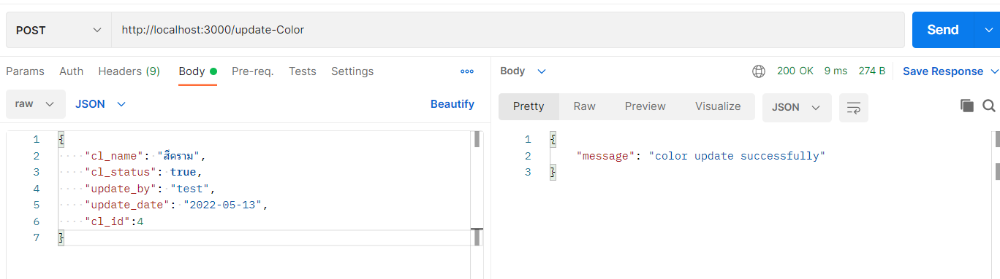 POST http://localhost:3000/update-Color Send
Params Auth Headers (9) Body Pre-req. Tests Settings
raw JSON Beautify
1 {
2 "cl_name": "สีคราม",
3 "cl_status": true,
4 "update_by": "test",
5 "update_date": "2022-05-13",
6 "cl_id":4
7 }
Body 200 OK 9 ms 274 B Save Response
Pretty Raw Preview Visualize JSON
1 {
2 "message": "color update successfully"
3 }